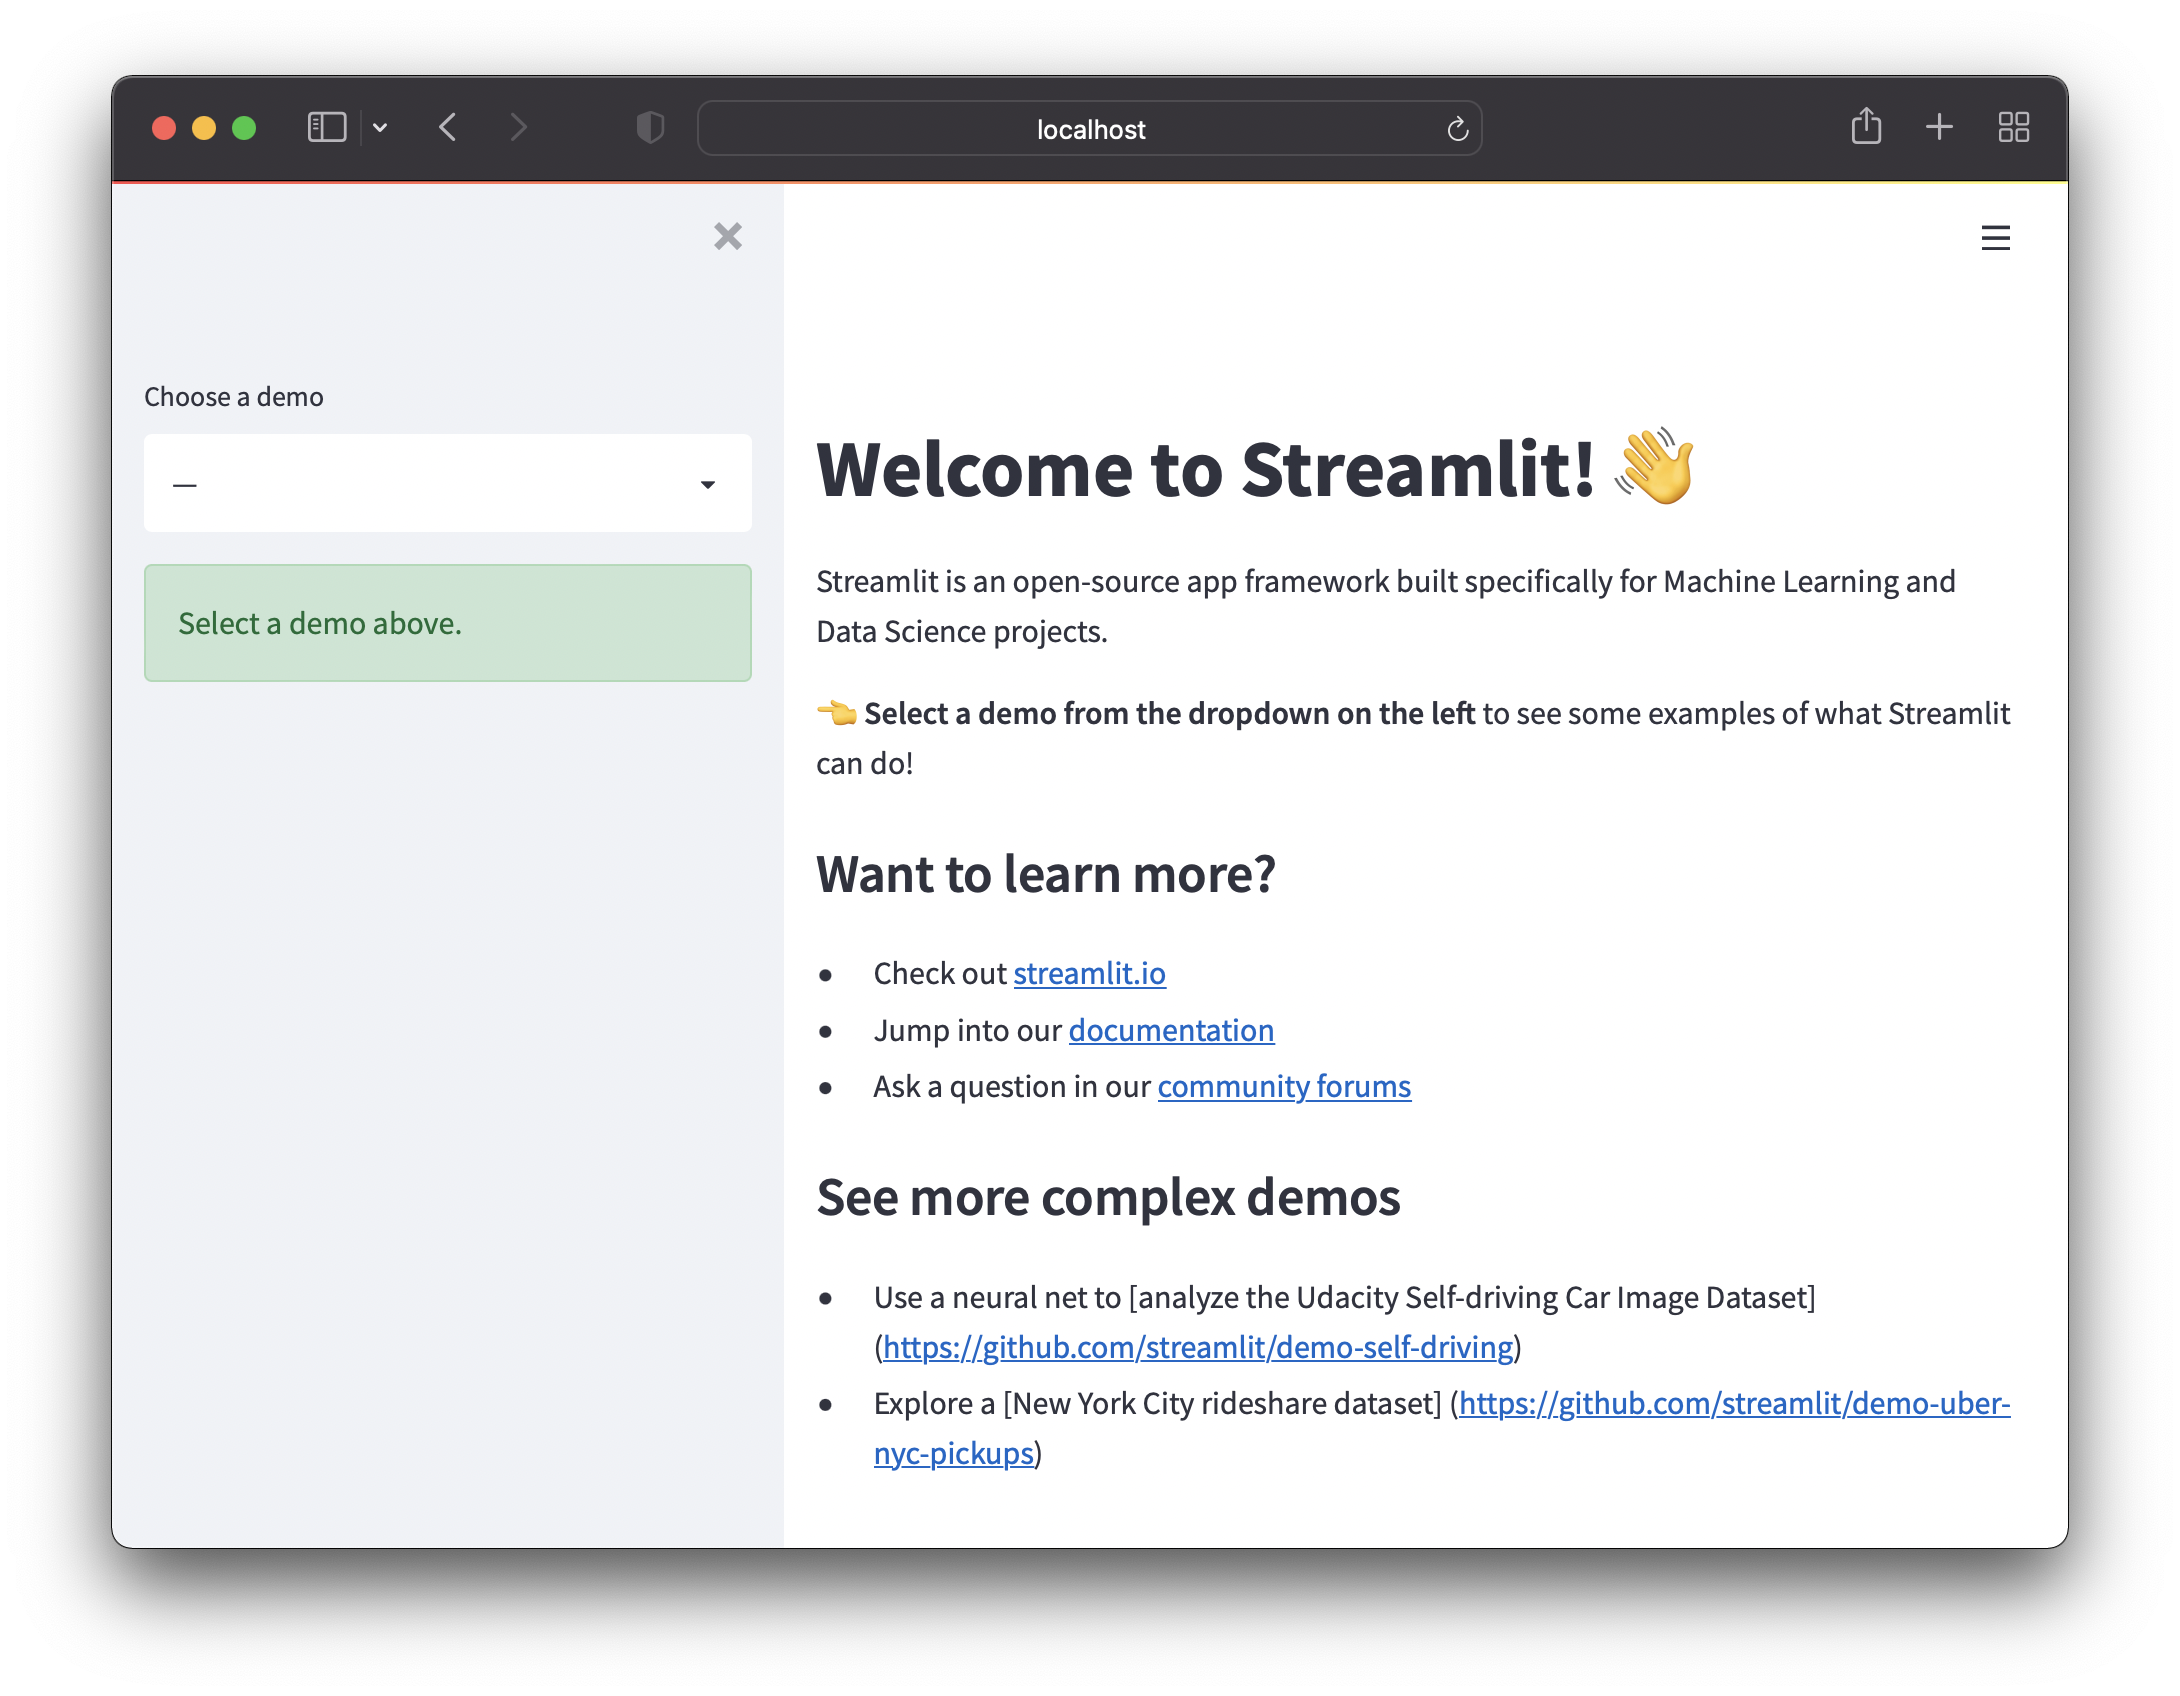 localhost
Choose a demo
—
Select a demo above.
Welcome to Streamlit! 👋
Streamlit is an open-source app framework built specifically for Machine Learning and
Data Science projects.
👈 Select a demo from the dropdown on the left to see some examples of what Streamlit
can do!
Want to learn more?
• Check out streamlit.io
• Jump into our documentation
• Ask a question in our community forums
See more complex demos
• Use a neural net to [analyze the Udacity Self-driving Car Image Dataset]
(https://github.com/streamlit/demo-self-driving)
• Explore a [New York City rideshare dataset] (https://github.com/streamlit/demo-uber-
nyc-pickups)